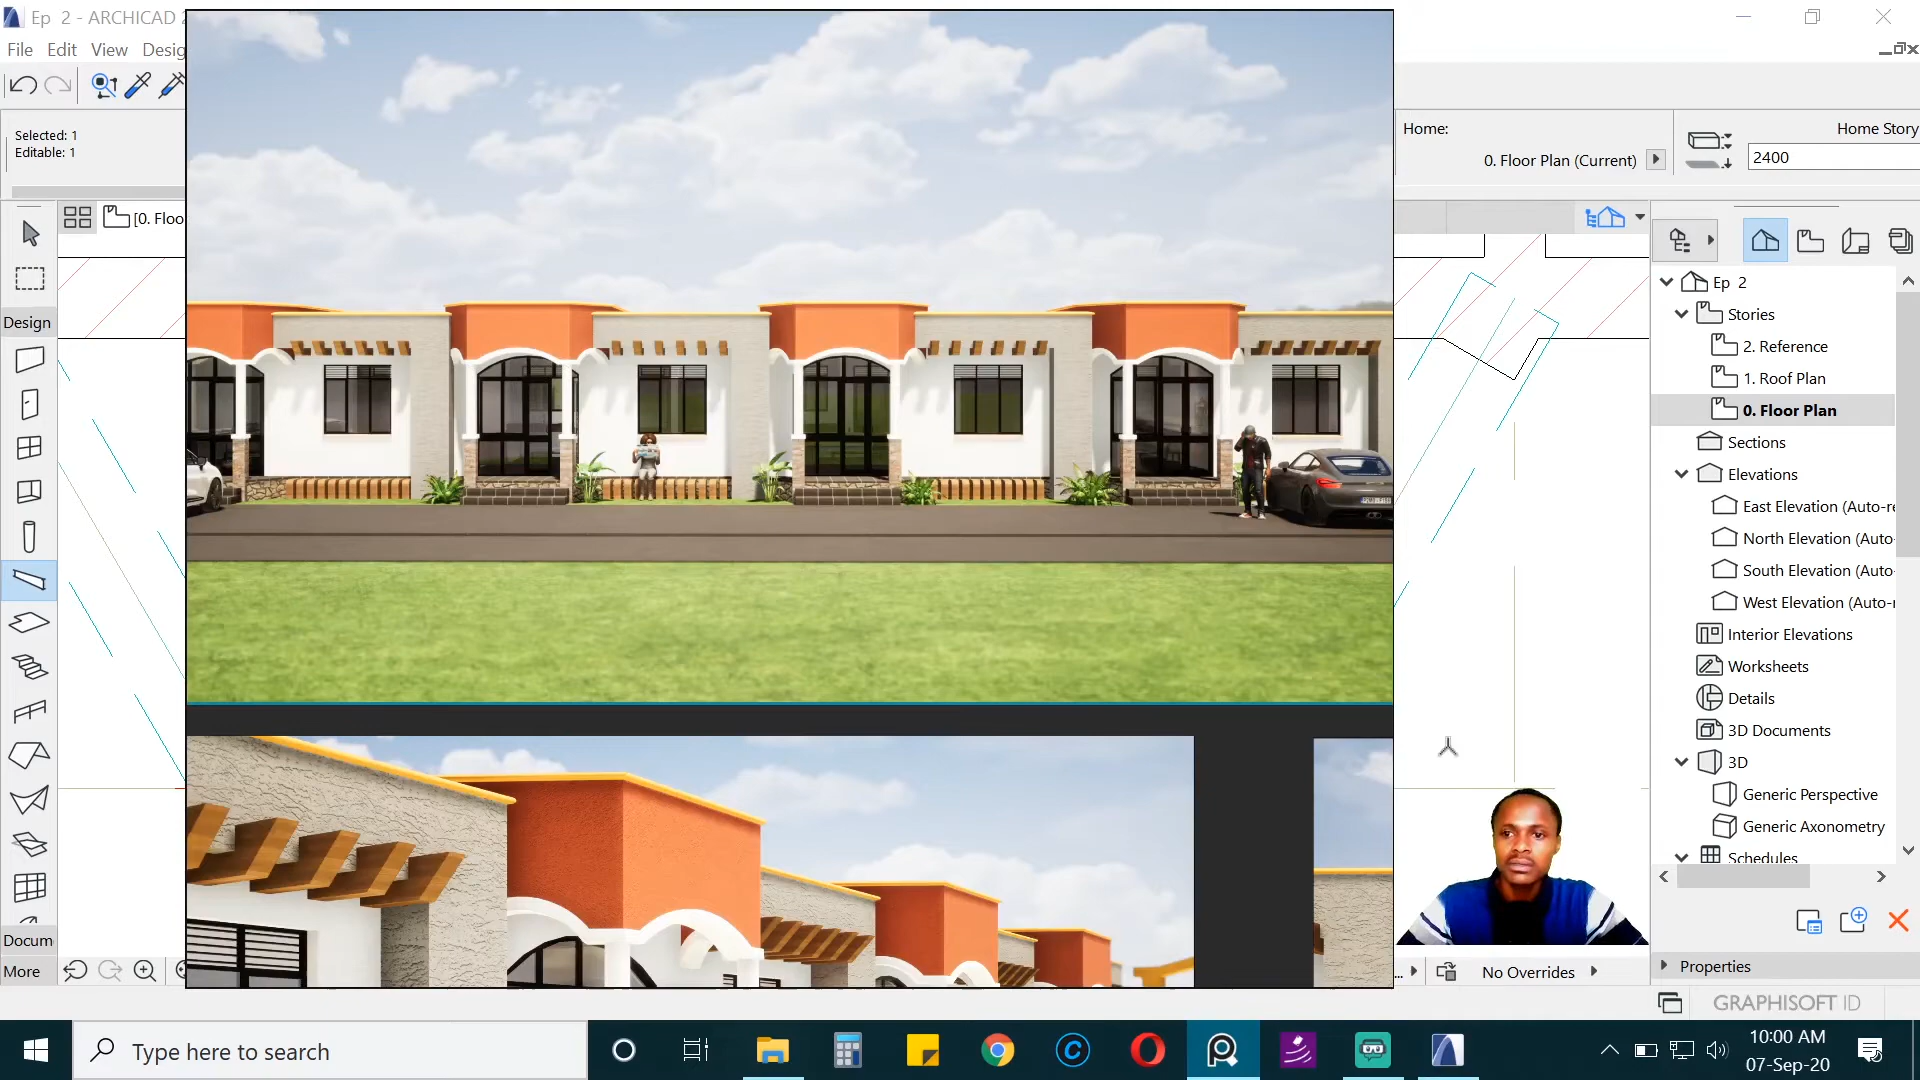 Ep 2 - ARCHICAD 2
File Edit View Desig
Selected: 1
Editable: 1
Home:
0. Floor Plan (Current)
Home Story
2400
[0. Floo
Design
Ep 2
Stories
2. Reference
1. Roof Plan
0. Floor Plan
Sections
Elevations
East Elevation (Auto-re
North Elevation (Auto-
South Elevation (Auto-
West Elevation (Auto-r
Interior Elevations
Worksheets
Details
3D Documents
3D
Generic Perspective
Generic Axonometry
Schedules
Docum
More
No Overrides
Properties
GRAPHISOFT ID
Type here to search
10:00 AM
07-Sep-20